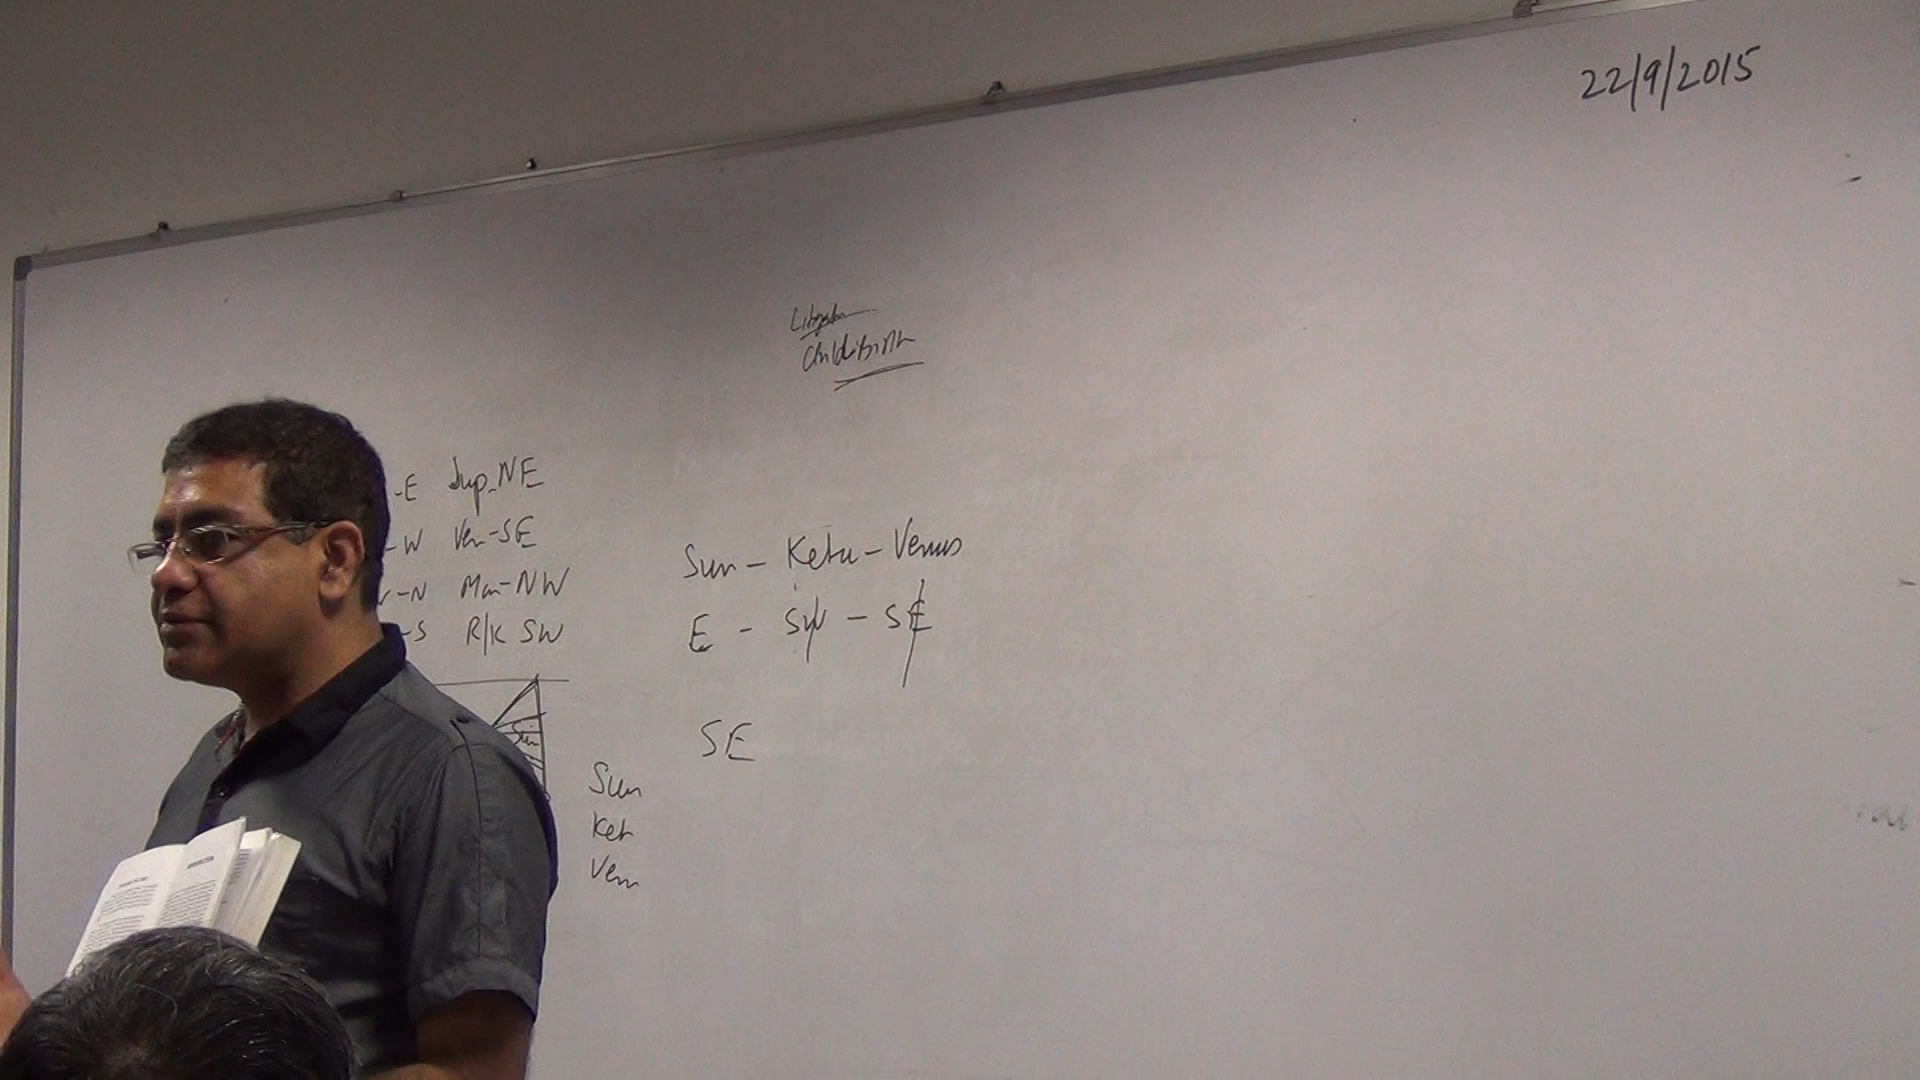 22/9/2015
ChildBirth
-E Jup-NE
-W Ven-SE
-N Mar-NW
-S R/K SW
Sun - Ketu - Venus
E - SW - SE
SE
Sun
Sun
Ket
Ven